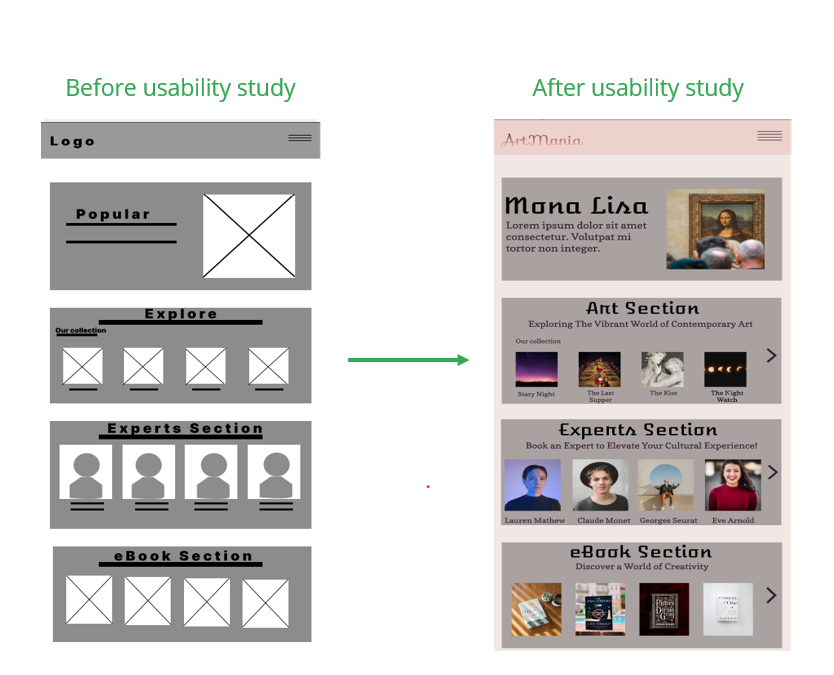 Before usability study
After usability study
Logo
Popular
Explore
Our collection
Experts Section
eBook Section
ArtMania
Mona Lisa
Lorem ipsum dolor sit amet
consectetur. Volutpat mi
tortor non integer.
Art Section
Exploring The Vibrant World of Contemporary Art
Our collection
Stary Night
The Last
Supper
The Kiss
The Night
Watch
Experts Section
Book an Expert to Elevate Your Cultural Experience!
Lauren Mathew
Claude Monet
Georges Seurat
Eve Arnold
eBook Section
Discover a World of Creativity